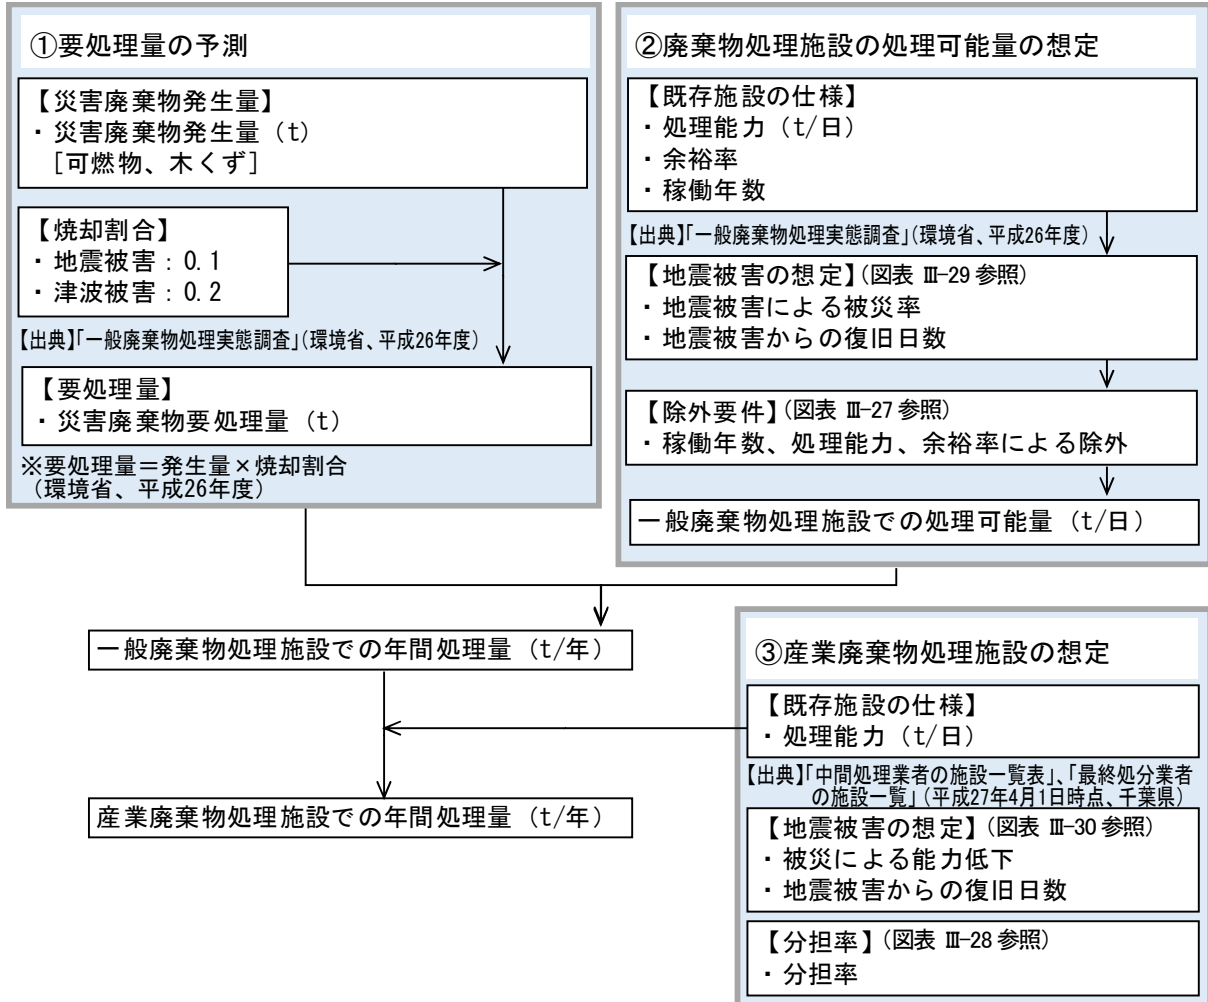 ①要処理量の予測
【災害廃棄物発生量】
・災害廃棄物発生量（t）
［可燃物、木くず］
【焼却割合】
・地震被害：0.1
・津波被害：0.2
【出典】「一般廃棄物処理実態調査」（環境省、平成26年度）
【要処理量】
・災害廃棄物要処理量（t）
※要処理量＝発生量×焼却割合
（環境省、平成26年度）
②廃棄物処理施設の処理可能量の想定
【既存施設の仕様】
・処理能力（t/日）
・余裕率
・稼働年数
【出典】「一般廃棄物処理実態調査」（環境省、平成26年度）
【地震被害の想定】（図表 Ⅲ-29 参照）
・地震被害による被災率
・地震被害からの復旧日数
【除外要件】（図表 Ⅲ-27 参照）
・稼働年数、処理能力、余裕率による除外
一般廃棄物処理施設での処理可能量（t/日）
一般廃棄物処理施設での年間処理量（t/年）
産業廃棄物処理施設での年間処理量（t/年）
③産業廃棄物処理施設の想定
【既存施設の仕様】
・処理能力（t/日）
【出典】「中間処理業者の施設一覧表」、「最終処分業者
の施設一覧」（平成27年4月1日時点、千葉県）
【地震被害の想定】（図表 Ⅲ-30 参照）
・被災による能力低下
・地震被害からの復旧日数
【分担率】（図表 Ⅲ-28 参照）
・分担率